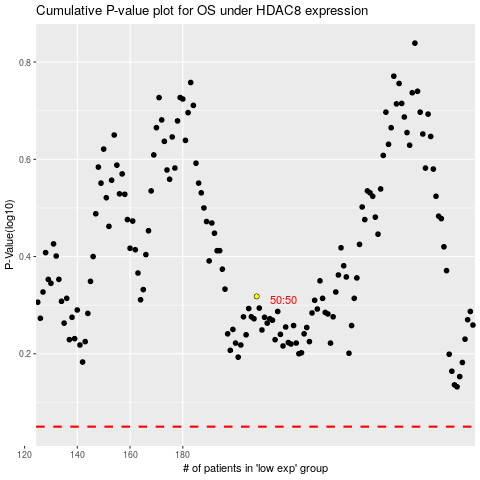 Cumulative P-value plot for OS under HDAC8 expression
P-Value(log10)
0.8
0.6
0.4
0.2
50:50
120 140 160 180
# of patients in 'low exp' group